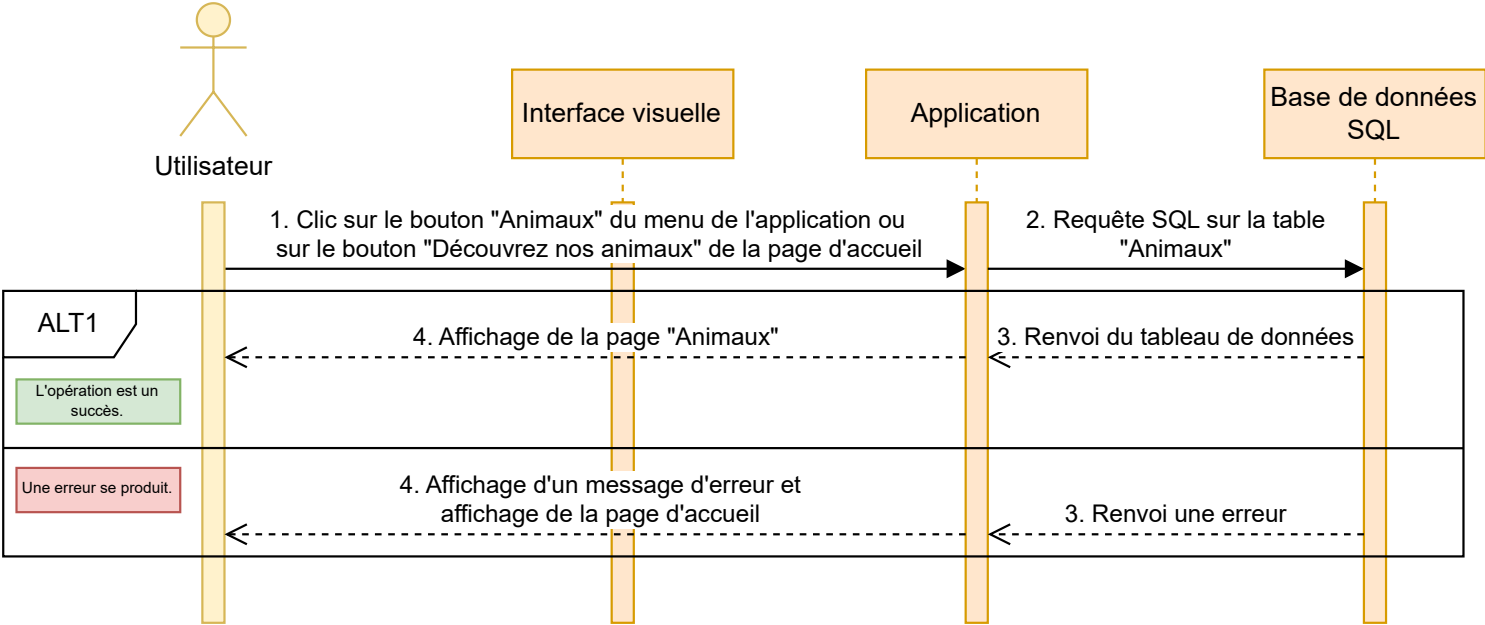 Utilisateur
Interface visuelle
Application
Base de données
SQL
1. Clic sur le bouton "Animaux" du menu de l'application ou
sur le bouton "Découvrez nos animaux" de la page d'accueil
2. Requête SQL sur la table
"Animaux"
ALT1
4. Affichage de la page "Animaux"
3. Renvoi du tableau de données
L'opération est un
succès.
Une erreur se produit.
4. Affichage d'un message d'erreur et
affichage de la page d'accueil
3. Renvoi une erreur